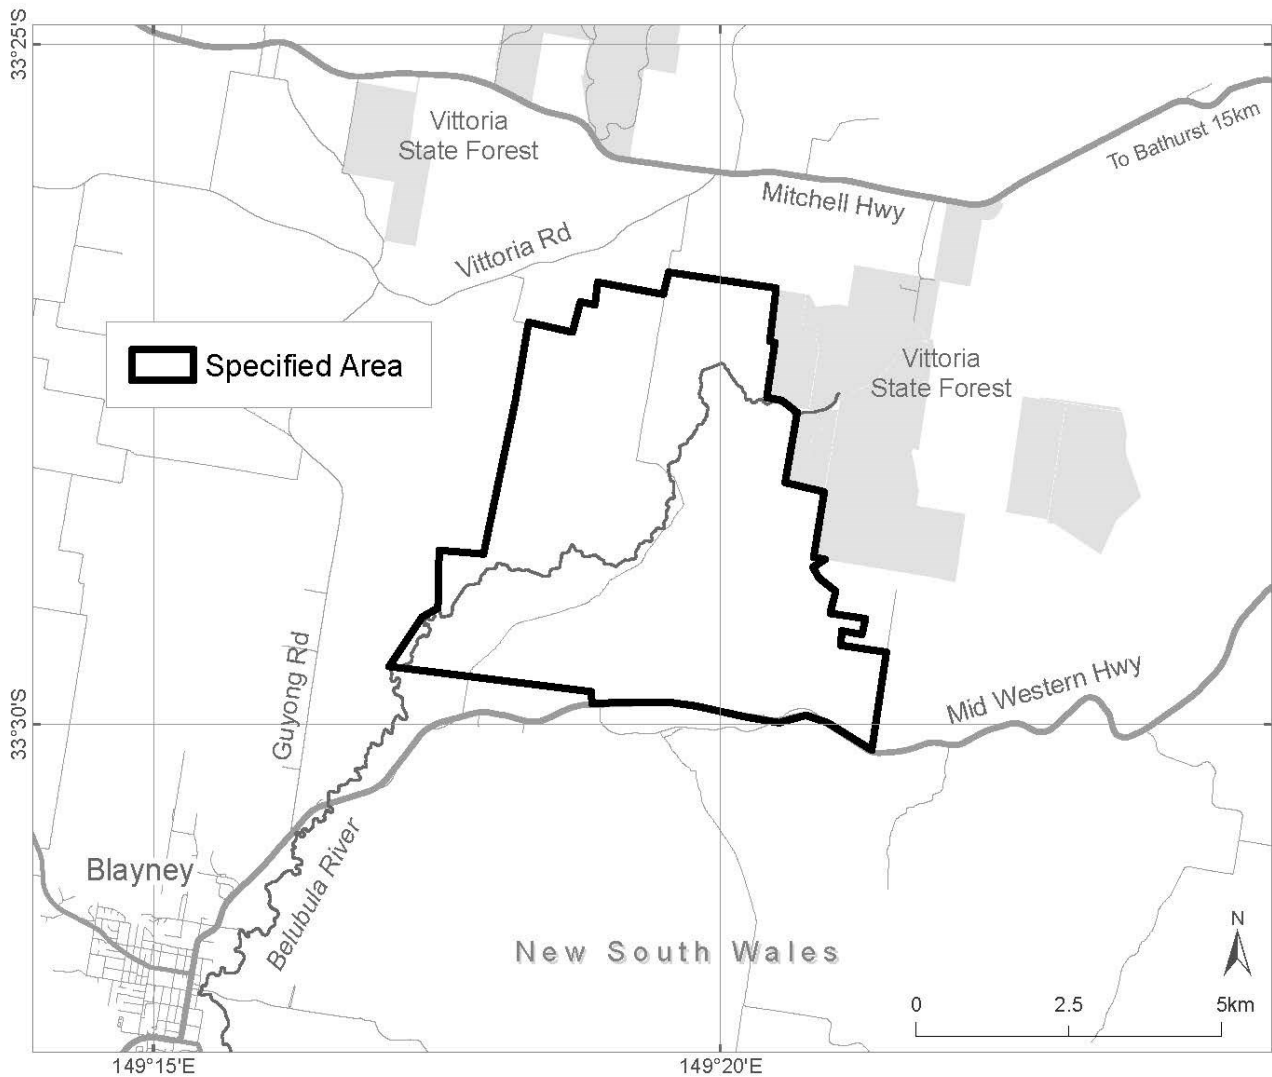 33°25'S
Vittoria
State Forest
To Bathurst 15km
Mitchell Hwy
Vittoria Rd
Specified Area
Vittoria
State Forest
Guyong Rd
Mid Western Hwy
33°30'S
Blayney
Belubula River
New South Wales
N
0 2.5 5km
149°15'E
149°20'E